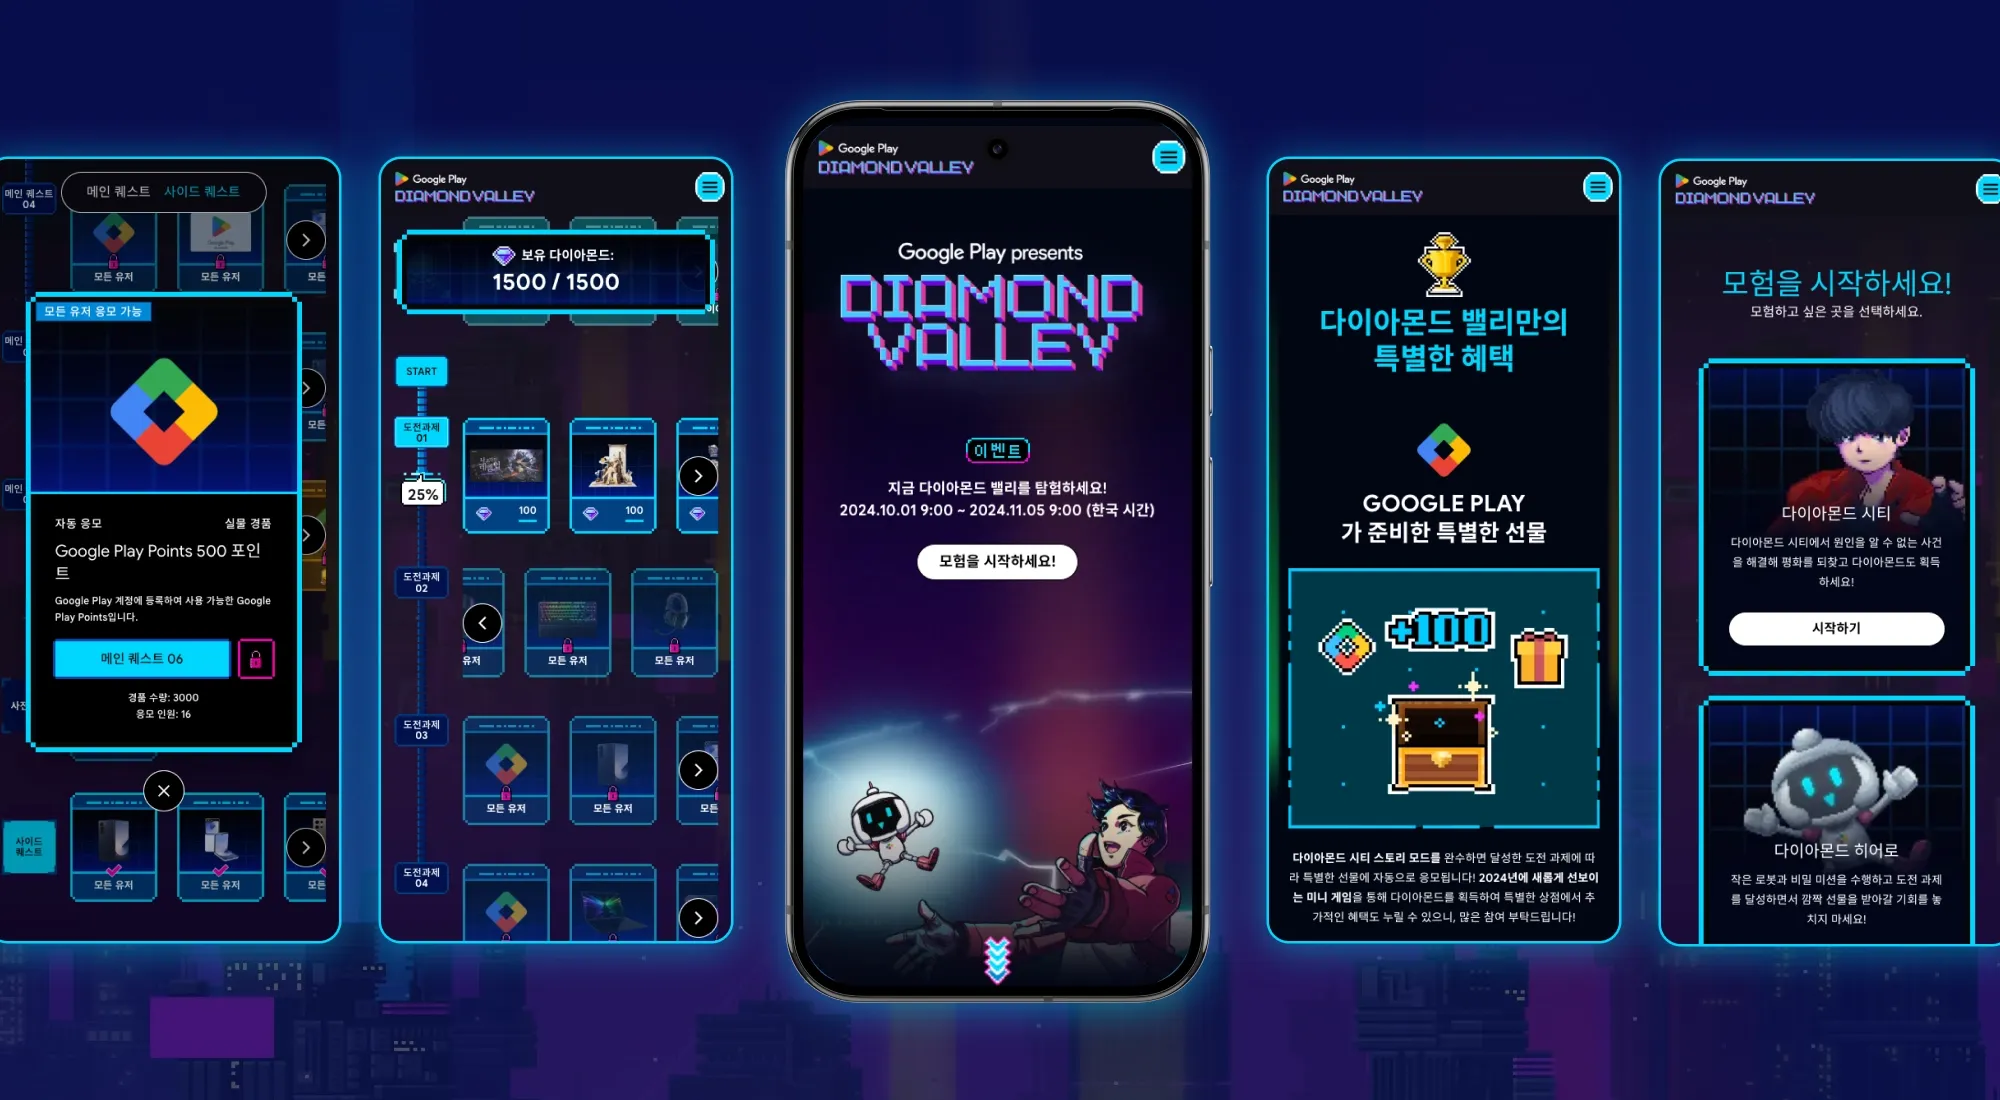 메인 퀘스트
04
메인 퀘스트
사이드 퀘스트
Google Play
모든 유저
모든 유저
모든 유저 응모 가능
메인
자동 응모
실물 경품
Google Play Points 500 포인
트
Google Play 계정에 등록하여 사용 가능한 Google
Play Points입니다.
메인 퀘스트 06
경품 수량: 3000
응모 인원: 16
사이드
퀘스트
모든 유저
모든 유저
Google Play
DIAMOND VALLEY
보유 다이아몬드:
1500 / 1500
START
도전과제
01
25%
100
100
도전과제
02
유저
모든 유저
모든 유저
도전과제
03
모든 유저
모든 유저
도전과제
04
Google Play
DIAMOND VALLEY
Google Play presents
DIAMOND
VALLEY
이벤트
지금 다이아몬드 밸리를 탐험하세요!
2024.10.01 9:00 ~ 2024.11.05 9:00 (한국 시간)
모험을 시작하세요!
Google Play
DIAMOND VALLEY
다이아몬드 밸리만의
특별한 혜택
GOOGLE PLAY
가 준비한 특별한 선물
+100
다이아몬드 시티 스토리 모드를 완수하면 달성한 도전 과제에 따
라 특별한 선물에 자동으로 응모됩니다! 2024년에 새롭게 선보이
는 미니 게임을 통해 다이아몬드를 획득하여 특별한 상점에서 추
가적인 혜택도 누릴 수 있으니, 많은 참여 부탁드립니다!
Google Play
DIAMOND VALLEY
모험을 시작하세요!
모험하고 싶은 곳을 선택하세요.
다이아몬드 시티
다이아몬드 시티에서 원인을 알 수 없는 사건
을 해결해 평화를 되찾고 다이아몬드도 획득
하세요!
시작하기
다이아몬드 히어로
작은 로봇과 비밀 미션을 수행하고 도전 과제
를 달성하면서 깜짝 선물을 받아갈 기회를 놓
치지 마세요!